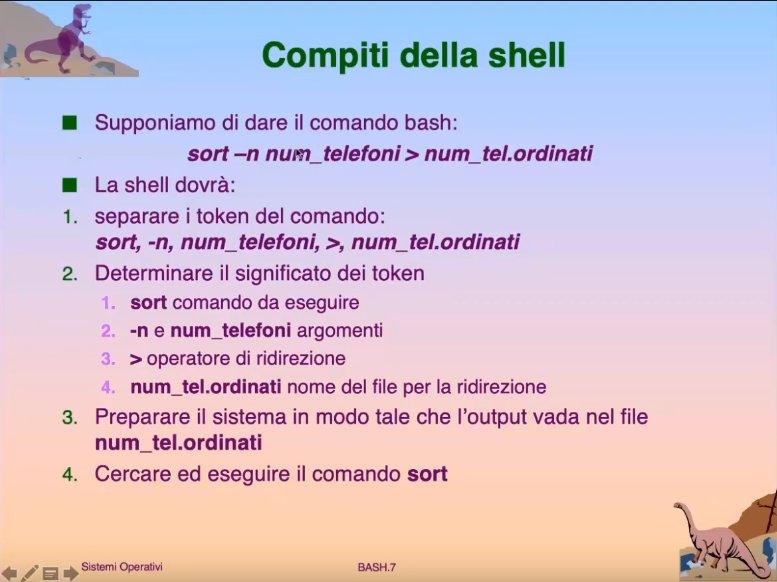 Compiti della shell
Supponiamo di dare il comando bash:
sort –n num_telefoni > num_tel.ordinati
La shell dovrà:
1. separare i token del comando:
sort, -n, num_telefoni, >, num_tel.ordinati
2. Determinare il significato dei token
1. sort comando da eseguire
2. -n e num_telefoni argomenti
3. > operatore di ridirezione
4. num_tel.ordinati nome del file per la ridirezione
3. Preparare il sistema in modo tale che l'output vada nel file
num_tel.ordinati
4. Cercare ed eseguire il comando sort
Sistemi Operativi
BASH.7